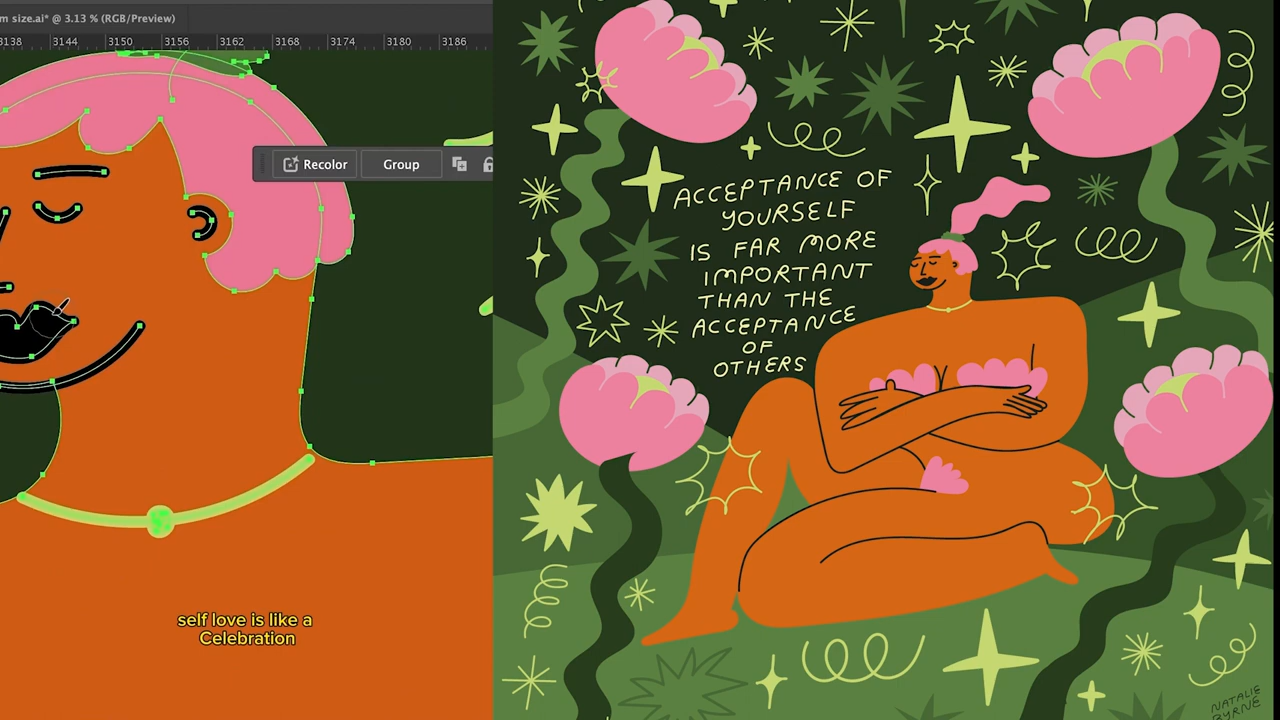 m size.ai* @ 3.13 % (RGB/Preview)
3138 3144 3150 3156 3162 3168 3174 3180 3186
Recolor Group
self love is like a
Celebration
ACCEPTANCE OF
YOURSELF
IS FAR MORE
IMPORTANT
THAN THE
ACCEPTANCE
OF
OTHERS
NATALIE
BYRNE